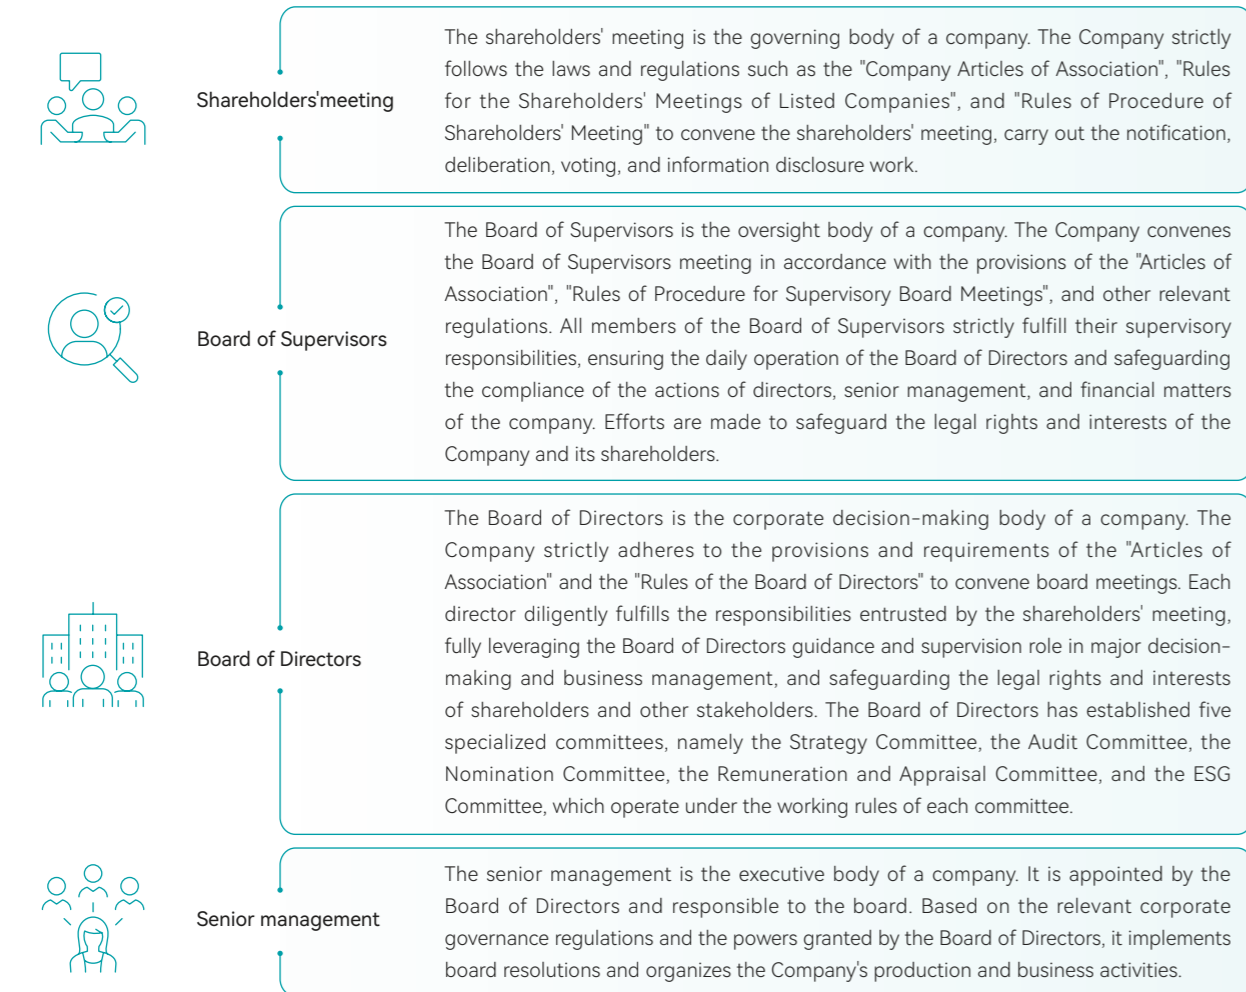 Shareholders'meeting
The shareholders' meeting is the governing body of a company. The Company strictly
follows the laws and regulations such as the "Company Articles of Association", "Rules
for the Shareholders' Meetings of Listed Companies", and "Rules of Procedure of
Shareholders' Meeting" to convene the shareholders' meeting, carry out the notification,
deliberation, voting, and information disclosure work.
Board of Supervisors
The Board of Supervisors is the oversight body of a company. The Company convenes
the Board of Supervisors meeting in accordance with the provisions of the "Articles of
Association", "Rules of Procedure for Supervisory Board Meetings", and other relevant
regulations. All members of the Board of Supervisors strictly fulfill their supervisory
responsibilities, ensuring the daily operation of the Board of Directors and safeguarding
the compliance of the actions of directors, senior management, and financial matters
of the company. Efforts are made to safeguard the legal rights and interests of the
Company and its shareholders.
Board of Directors
The Board of Directors is the corporate decision-making body of a company. The
Company strictly adheres to the provisions and requirements of the "Articles of
Association" and the "Rules of the Board of Directors" to convene board meetings. Each
director diligently fulfills the responsibilities entrusted by the shareholders' meeting,
fully leveraging the Board of Directors guidance and supervision role in major decision-
making and business management, and safeguarding the legal rights and interests
of shareholders and other stakeholders. The Board of Directors has established five
specialized committees, namely the Strategy Committee, the Audit Committee, the
Nomination Committee, the Remuneration and Appraisal Committee, and the ESG
Committee, which operate under the working rules of each committee.
Senior management
The senior management is the executive body of a company. It is appointed by the
Board of Directors and responsible to the board. Based on the relevant corporate
governance regulations and the powers granted by the Board of Directors, it implements
board resolutions and organizes the Company's production and business activities.